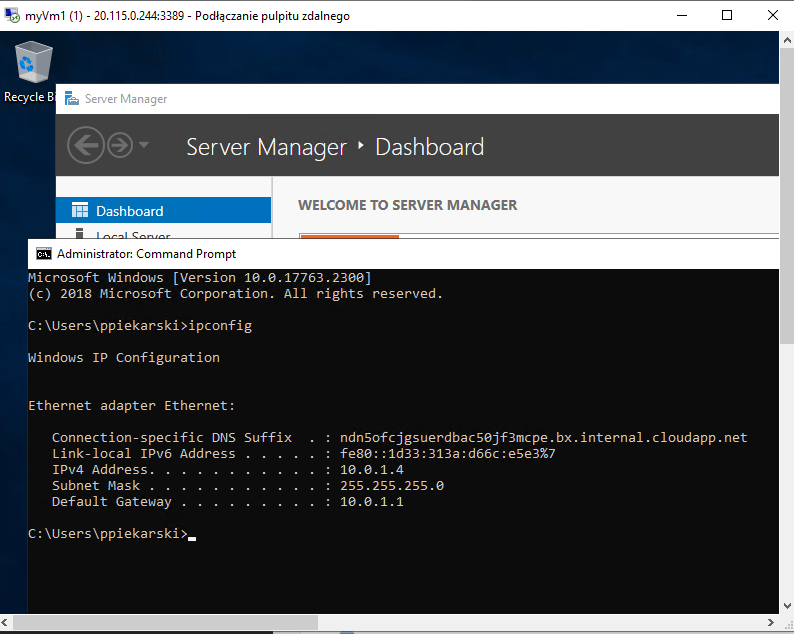 myVm1 (1) - 20.115.0.244:3389 - Podłączanie pulpitu zdalnego
Recycle Bi
Server Manager
Server Manager ‣ Dashboard
Dashboard
WELCOME TO SERVER MANAGER
Local Server
Administrator: Command Prompt
Microsoft Windows [Version 10.0.17763.2300]
(c) 2018 Microsoft Corporation. All rights reserved.
C:\Users\ppiekarski>ipconfig
Windows IP Configuration
Ethernet adapter Ethernet:
Connection-specific DNS Suffix  . : ndn5ofcjgsuerdbac50jf3mcpe.bx.internal.cloudapp.net
Link-local IPv6 Address . . . . . : fe80::1d33:313a:d66c:e5e3%7
IPv4 Address. . . . . . . . . . . : 10.0.1.4
Subnet Mask . . . . . . . . . . . : 255.255.255.0
Default Gateway . . . . . . . . . : 10.0.1.1
C:\Users\ppiekarski>